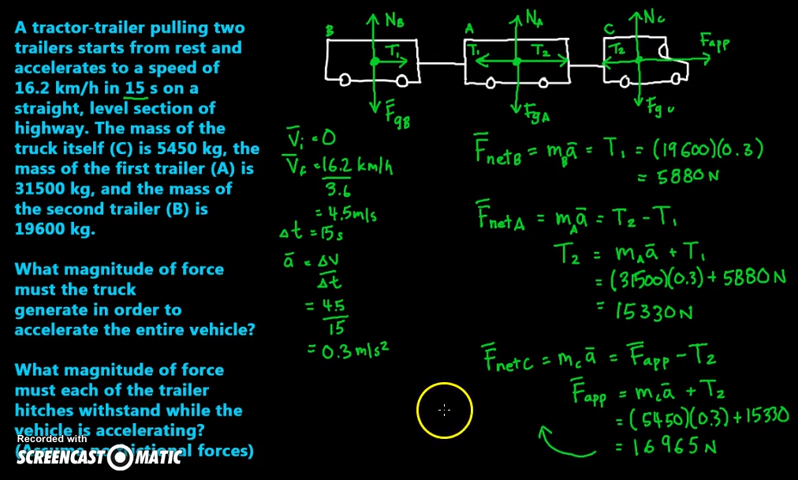 A tractor-trailer pulling two
trailers starts from rest and
accelerates to a speed of
16.2 km/h in 15 s on a
straight, level section of
highway. The mass of the
truck itself (C) is 5450 kg, the
mass of the first trailer (A) is
31500 kg, and the mass of
the second trailer (B) is
19600 kg.
What magnitude of force
must the truck
generate in order to
accelerate the entire vehicle?
What magnitude of force
must each of the trailer
hitches withstand while the
vehicle is accelerating?
(Assume no frictional forces)
Recorded with
SCREENCAST-O-MATIC
B
N_B
T_1
F_gB
A
N_A
T_1
T_2
F_gA
C
N_C
T_2
F_app
F_gC
V_i = 0
V_f = 16.2 km/h
3.6
= 4.5 m/s
Δt = 15 s
a = ΔV
Δt
= 4.5
15
= 0.3 m/s²
F_netB = m_B a = T_1 = (19600)(0.3)
= 5880 N
F_netA = m_A a = T_2 - T_1
T_2 = m_A a + T_1
= (31500)(0.3) + 5880 N
= 15330 N
F_netC = m_C a = F_app - T_2
F_app = m_C a + T_2
= (5450)(0.3) + 15330
= 16965 N